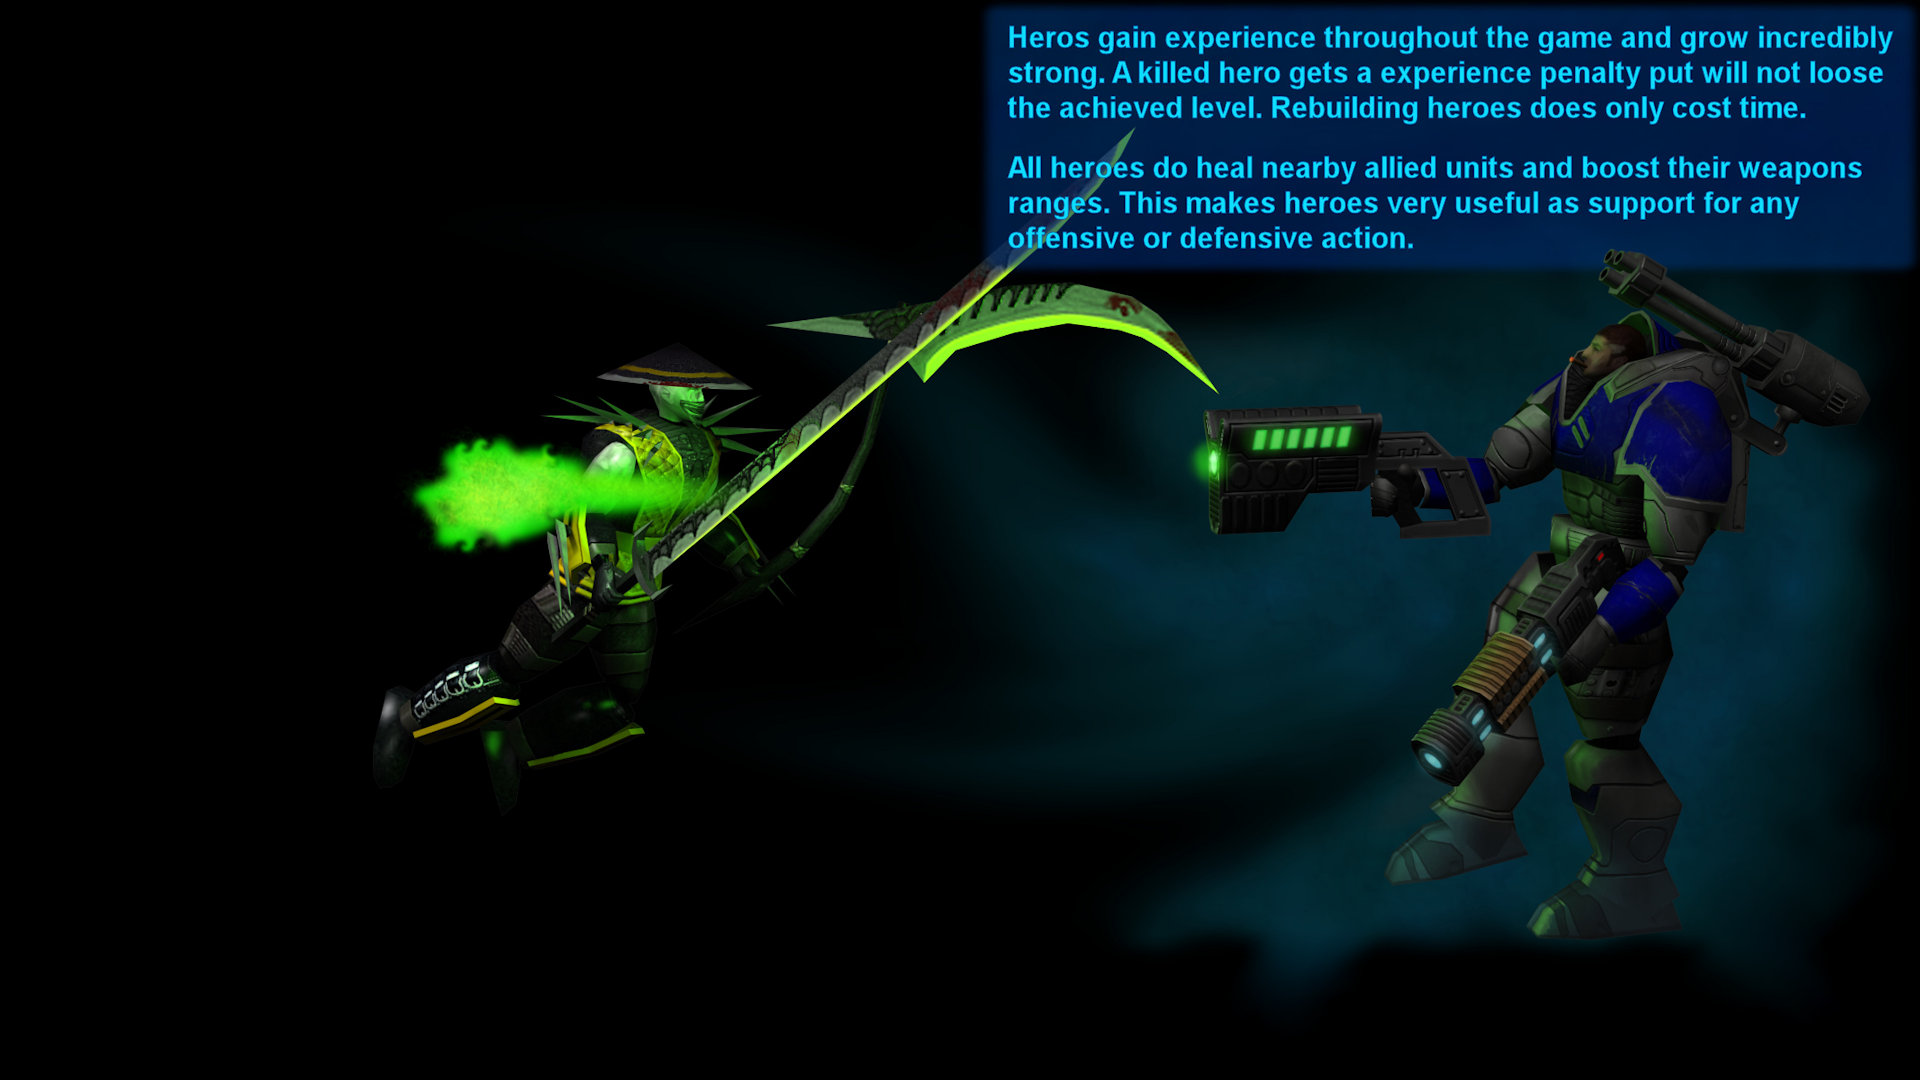 Heros gain experience throughout the game and grow incredibly
strong. A killed hero gets a experience penalty put will not loose
the achieved level. Rebuilding heroes does only cost time.
All heroes do heal nearby allied units and boost their weapons
ranges. This makes heroes very useful as support for any
offensive or defensive action.